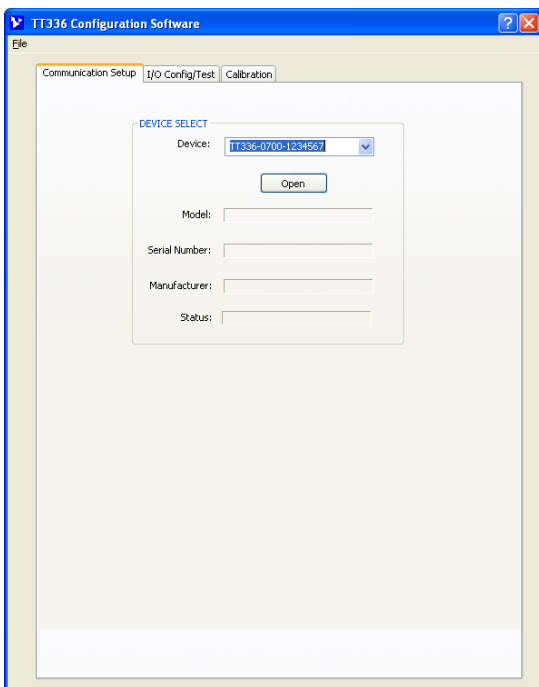 TT336 Configuration Software
File
Communication Setup I/O Config/Test Calibration
DEVICE SELECT
Device: TT336-0700-1234567
Open
Model:
Serial Number:
Manufacturer:
Status: